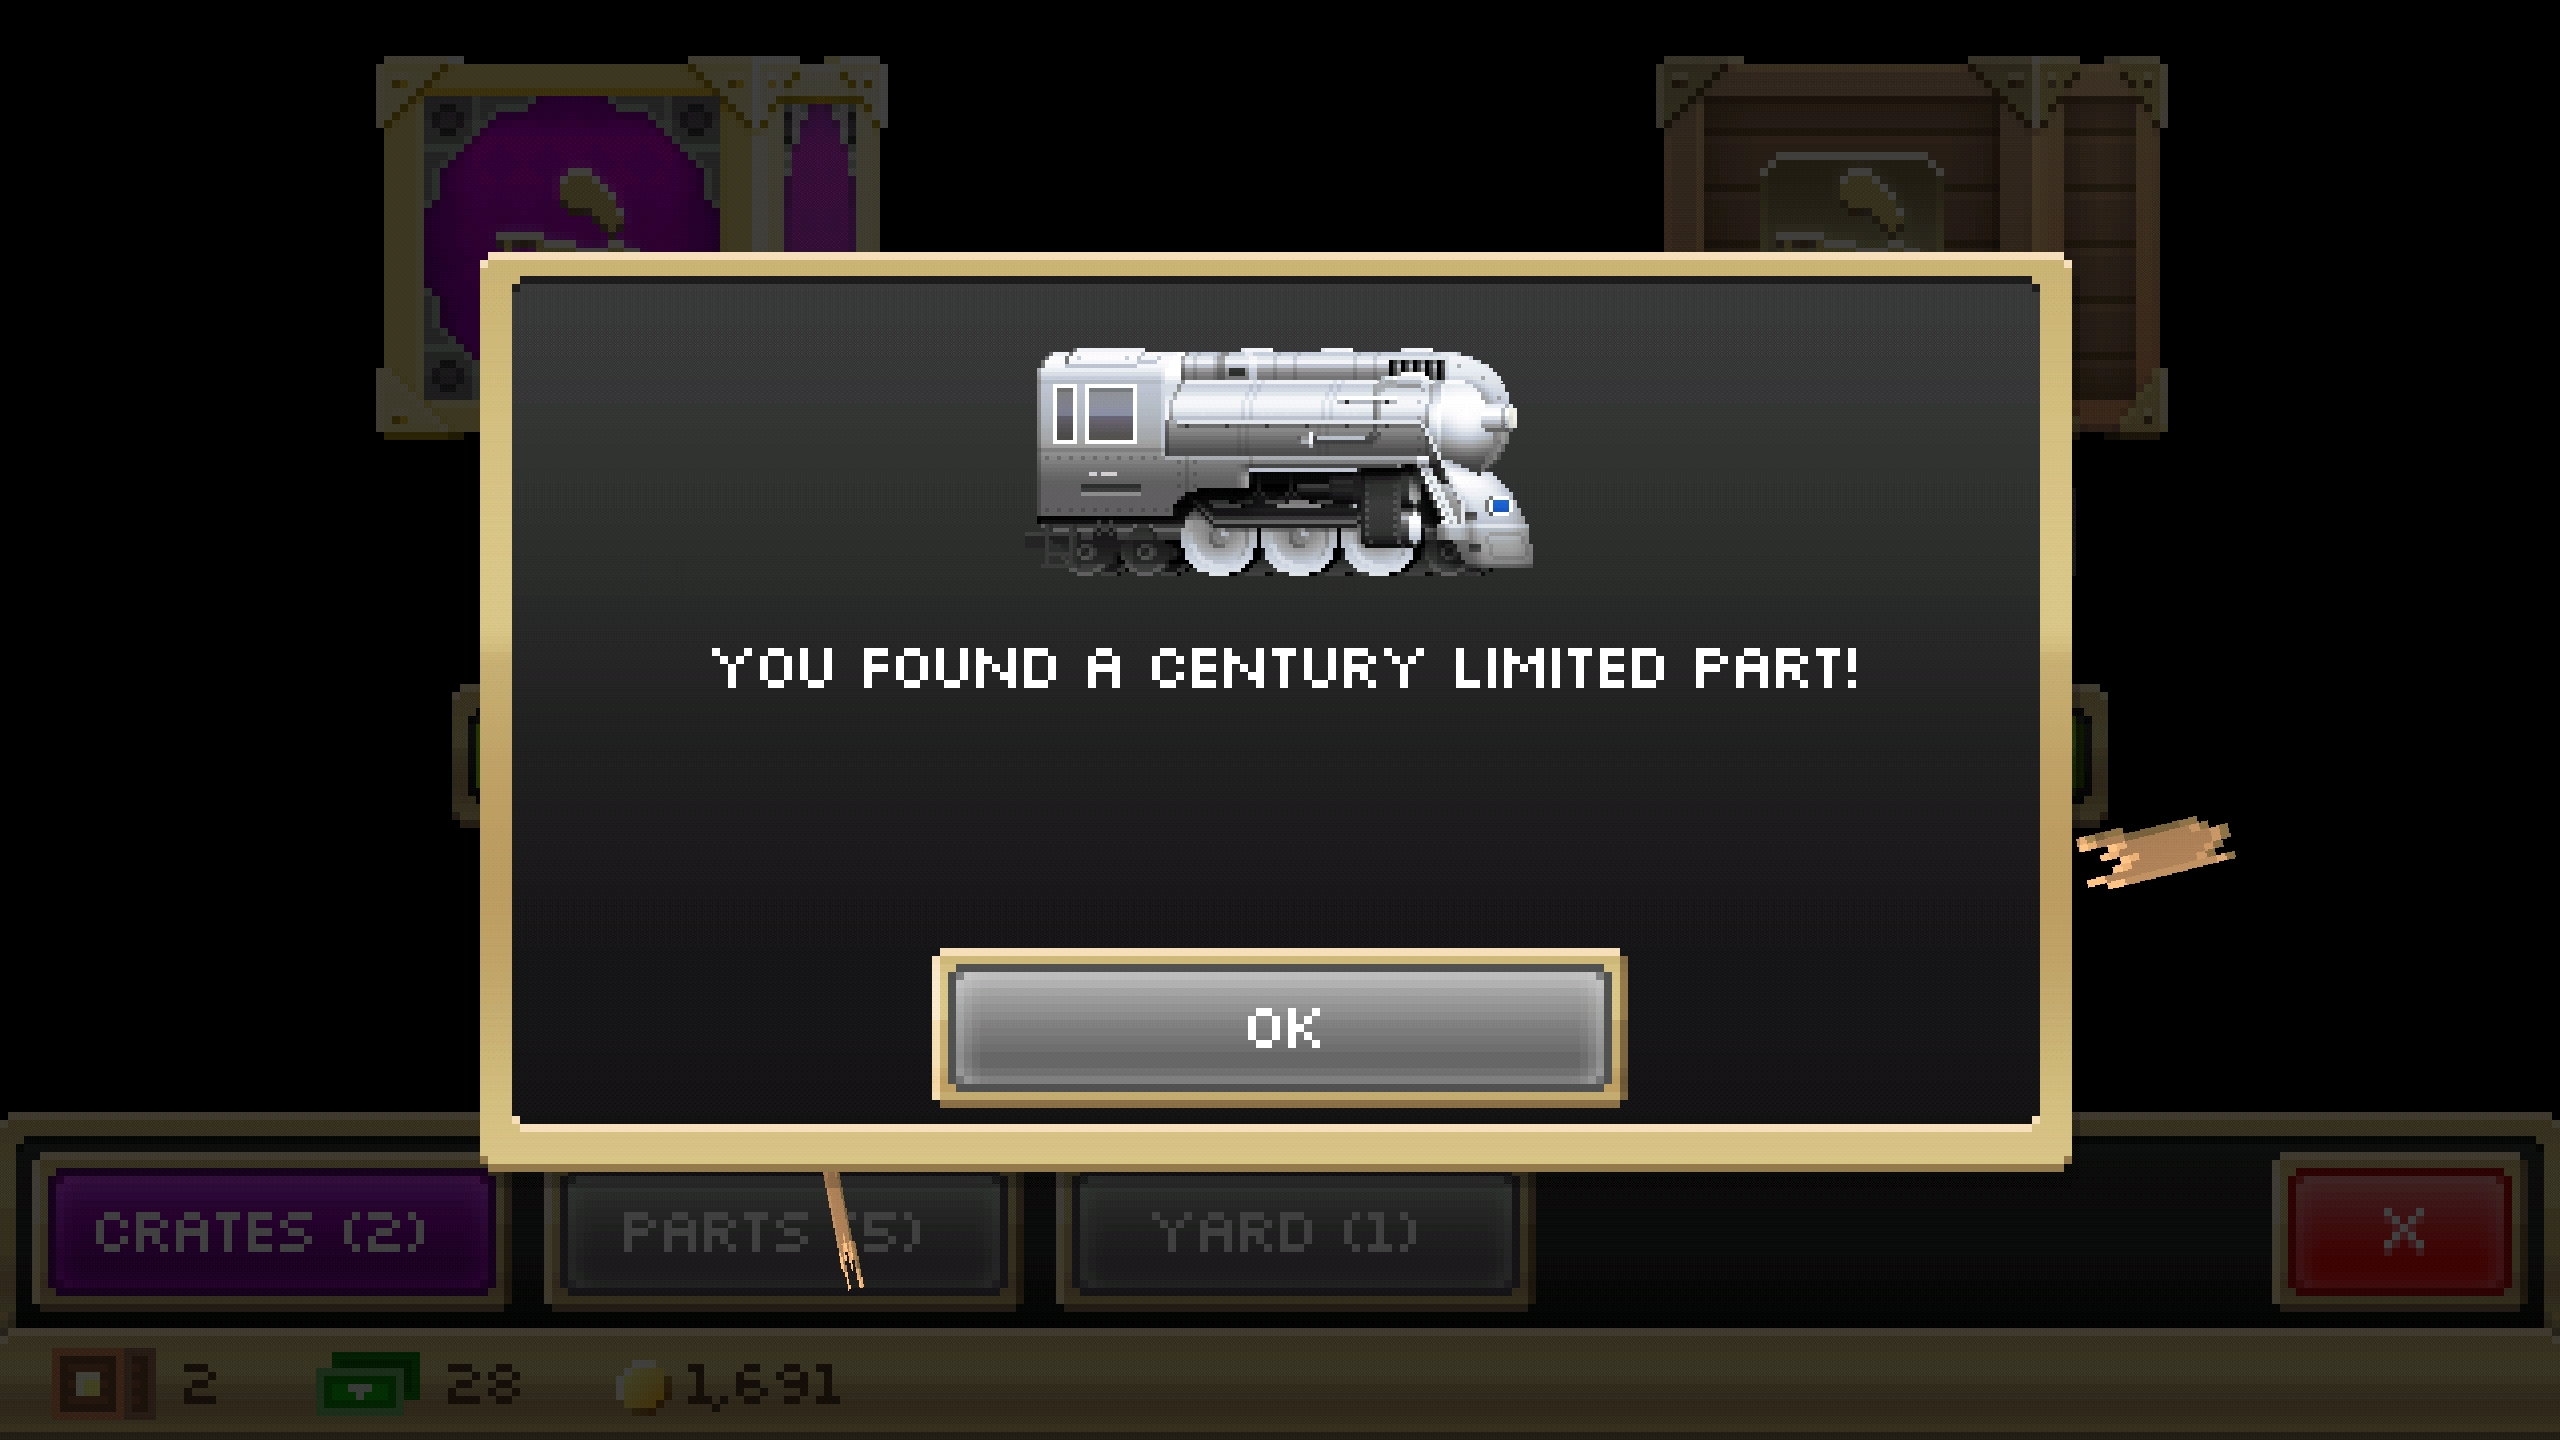 YOU FOUND A CENTURY LIMITED PART!
OK
CRATES (2)
PARTS (5)
YARD (1)
X
2
28
1,691